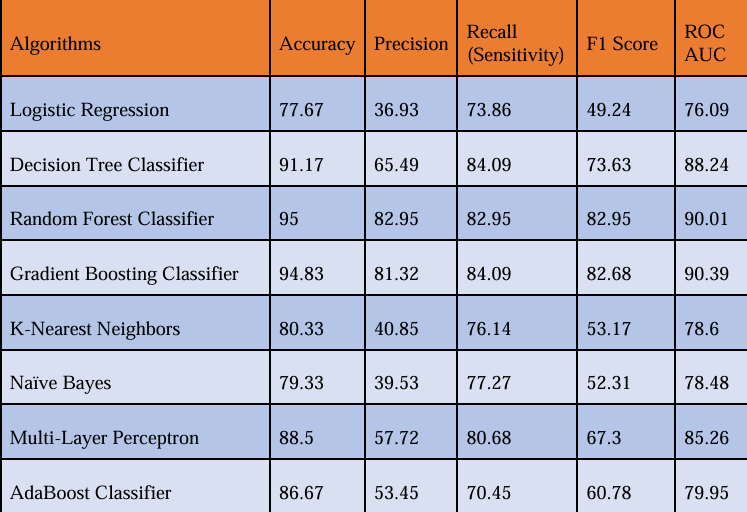 Algorithms Accuracy Precision Recall (Sensitivity) F1 Score ROC AUC
Logistic Regression 77.67 36.93 73.86 49.24 76.09
Decision Tree Classifier 91.17 65.49 84.09 73.63 88.24
Random Forest Classifier 95 82.95 82.95 82.95 90.01
Gradient Boosting Classifier 94.83 81.32 84.09 82.68 90.39
K-Nearest Neighbors 80.33 40.85 76.14 53.17 78.6
Naïve Bayes 79.33 39.53 77.27 52.31 78.48
Multi-Layer Perceptron 88.5 57.72 80.68 67.3 85.26
AdaBoost Classifier 86.67 53.45 70.45 60.78 79.95